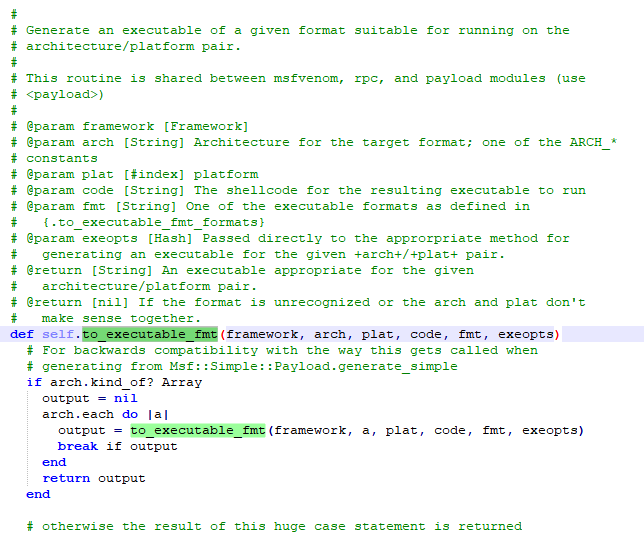 #
# Generate an executable of a given format suitable for running on the
# architecture/platform pair.
#
# This routine is shared between msfvenom, rpc, and payload modules (use
# <payload>)
#
# @param framework [Framework]
# @param arch [String] Architecture for the target format; one of the ARCH_*
# constants
# @param plat [#index] platform
# @param code [String] The shellcode for the resulting executable to run
# @param fmt [String] One of the executable formats as defined in
#   {.to_executable_fmt_formats}
# @param exeopts [Hash] Passed directly to the approrpriate method for
#   generating an executable for the given +arch+/+plat+ pair.
# @return [String] An executable appropriate for the given
#   architecture/platform pair.
# @return [nil] If the format is unrecognized or the arch and plat don't
#   make sense together.
def self.to_executable_fmt(framework, arch, plat, code, fmt, exeopts)
  # For backwards compatibility with the way this gets called when
  # generating from Msf::Simple::Payload.generate_simple
  if arch.kind_of? Array
    output = nil
    arch.each do |a|
      output = to_executable_fmt(framework, a, plat, code, fmt, exeopts)
      break if output
    end
    return output
  end
  # otherwise the result of this huge case statement is returned